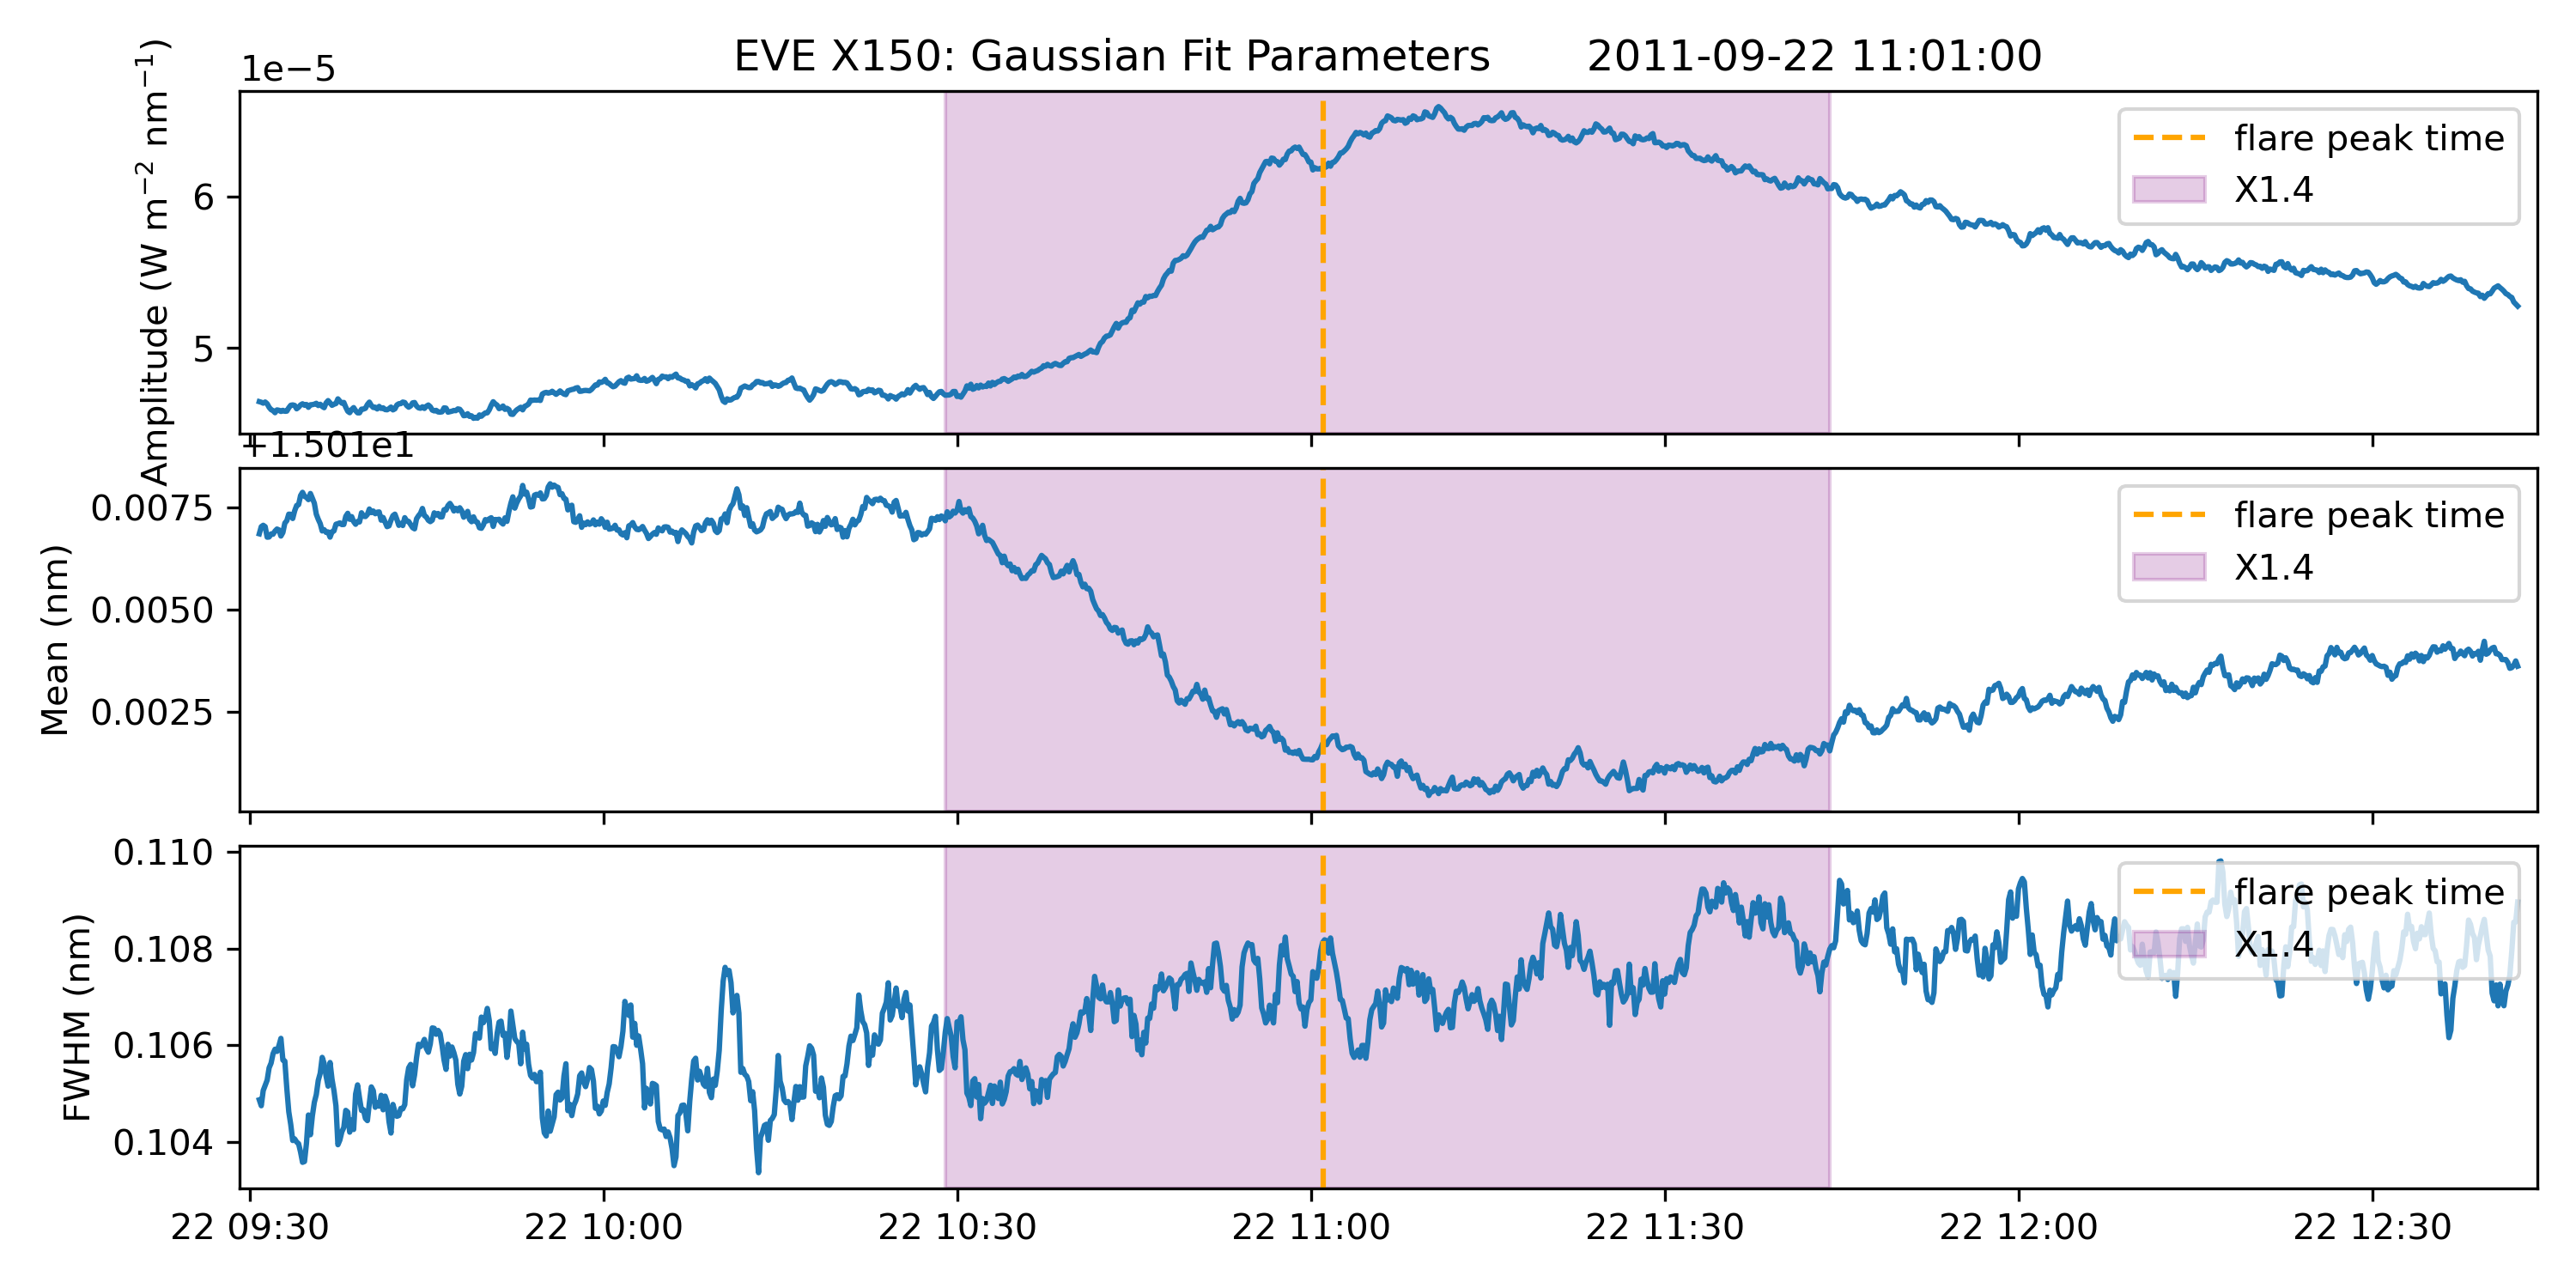 EVE X150: Gaussian Fit Parameters 2011-09-22 11:01:00
1e−5
Amplitude (W m⁻² nm⁻¹)
6
5
flare peak time
X1.4
+1.501e1
Mean (nm)
0.0075
0.0050
0.0025
flare peak time
X1.4
FWHM (nm)
0.110
0.108
0.106
0.104
flare peak time
X1.4
22 09:30 22 10:00 22 10:30 22 11:00 22 11:30 22 12:00 22 12:30